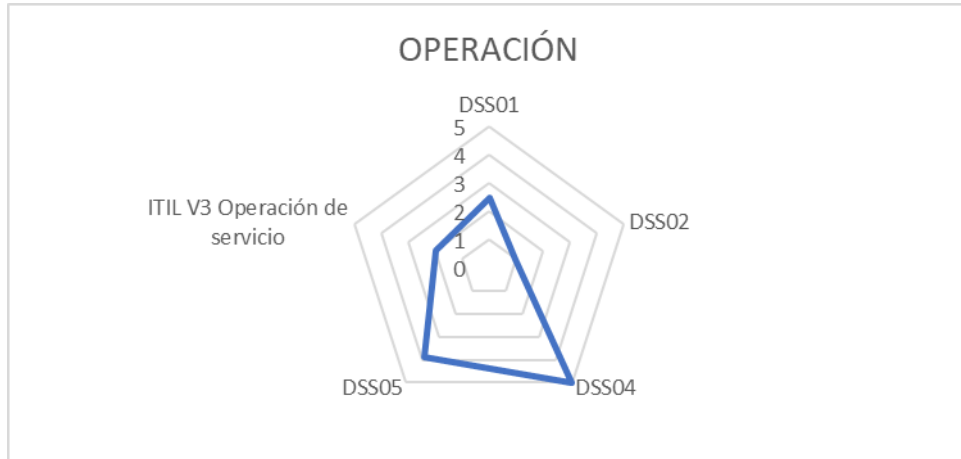 OPERACIÓN
DSS01
5
4
3
2
1
0
DSS02
DSS04
DSS05
ITIL V3 Operación de
servicio